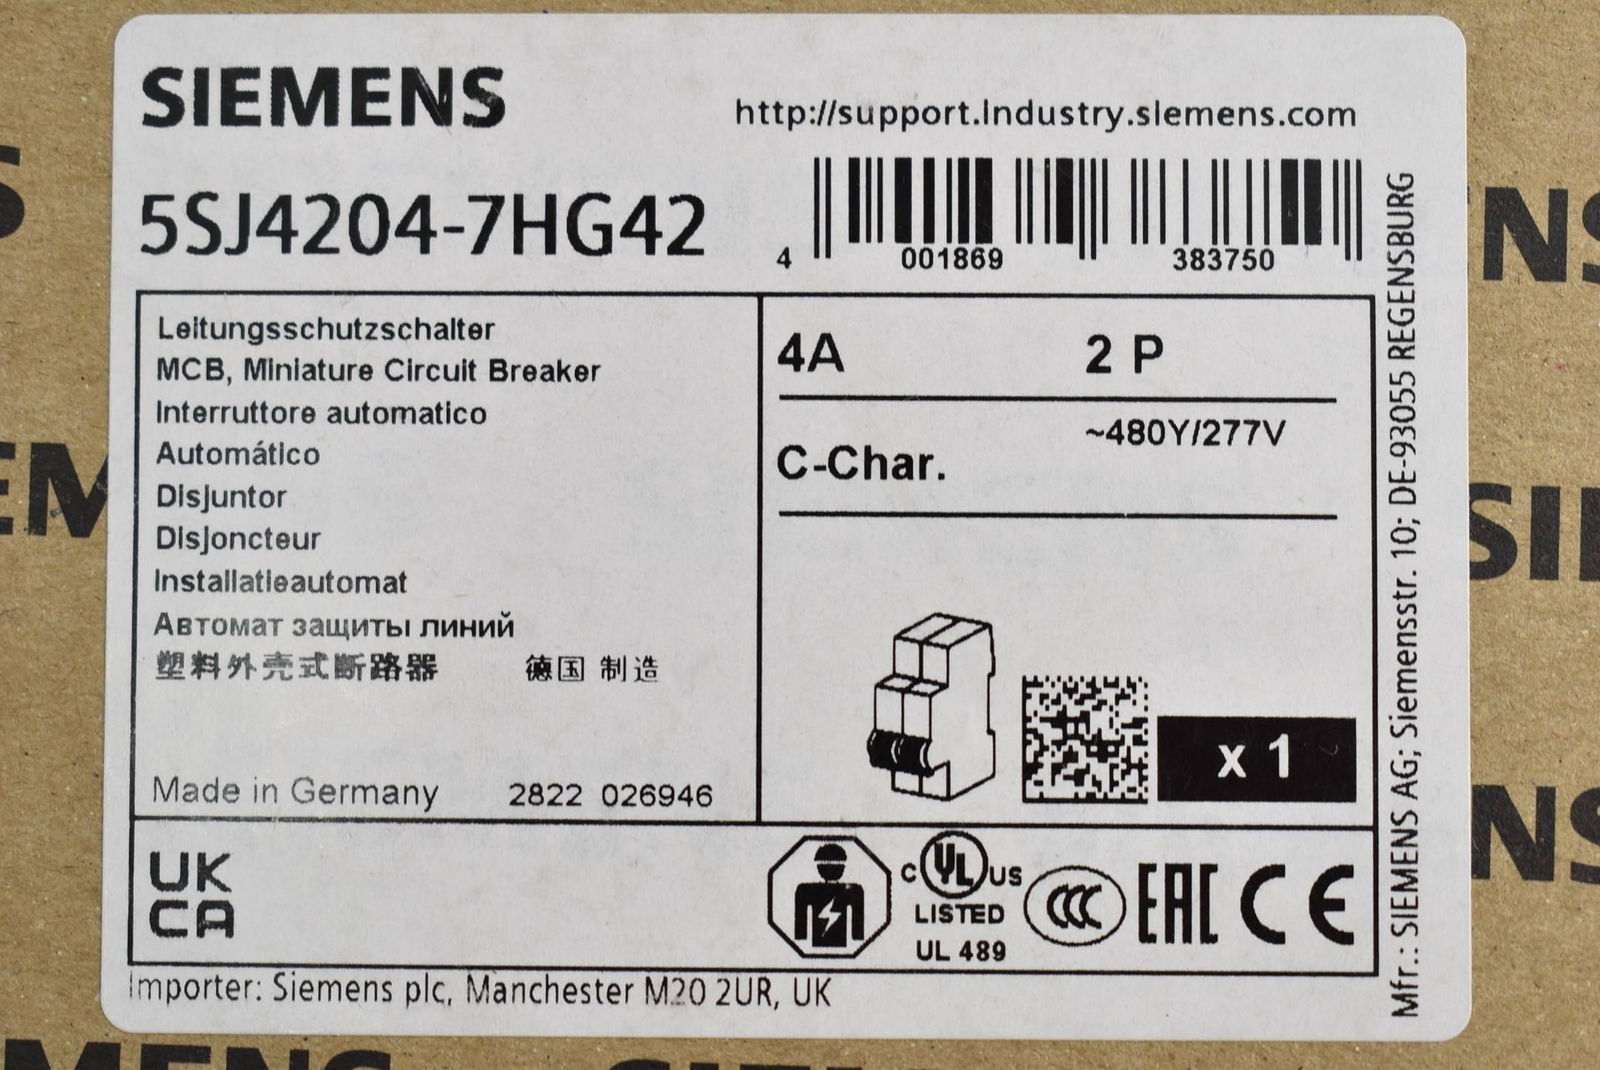 SIEMENS
http://support.Industry.siemens.com
5SJ4204-7HG42
4 001869 383750
Leitungsschutzschalter
MCB, Miniature Circuit Breaker
Interruttore automatico
Automático
Disjuntor
Disjoncteur
Installatieautomat
Автомат защиты линий
塑料外壳式断路器 德国 制造
Made in Germany 2822 026946
4A 2 P
~480Y/277V
C-Char.
x 1
UK
CA
C UL US
LISTED
UL 489
CCC
EAC
CE
Importer: Siemens plc, Manchester M20 2UR, UK
Mfr.: SIEMENS AG; Siemensstr. 10; DE-93055 REGENSBURG